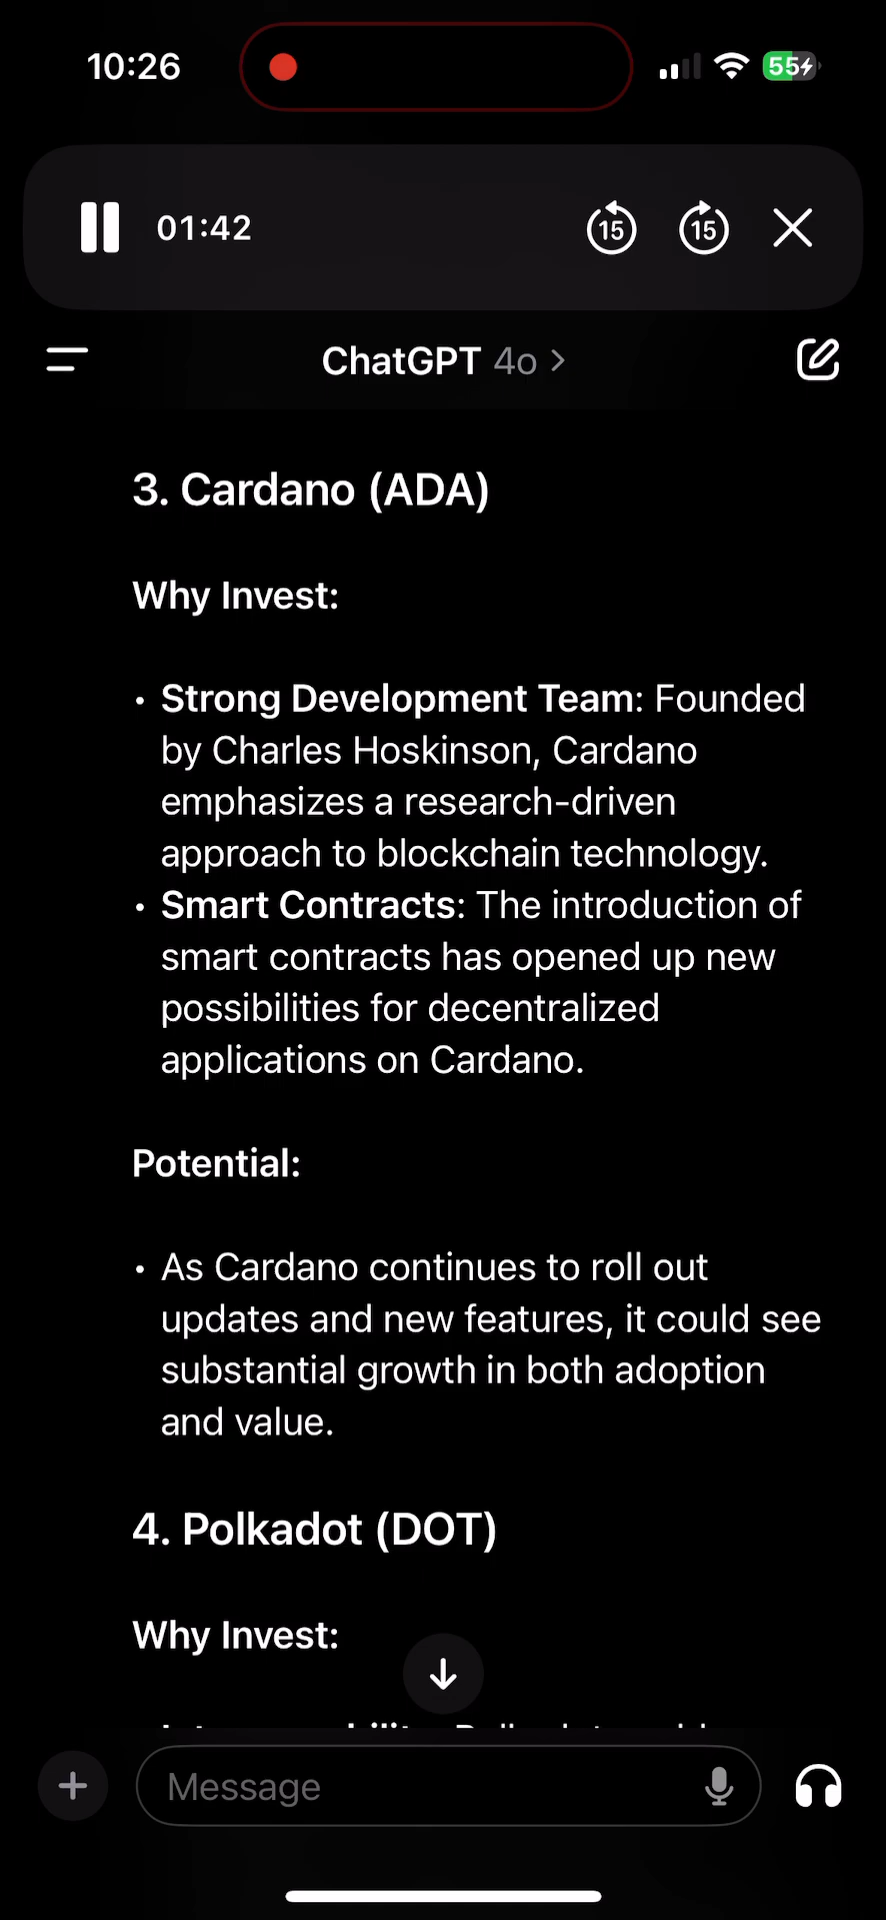 10:26
55
01:42
15
15
ChatGPT 4o >
3. Cardano (ADA)
Why Invest:
• Strong Development Team: Founded
by Charles Hoskinson, Cardano
emphasizes a research-driven
approach to blockchain technology.
• Smart Contracts: The introduction of
smart contracts has opened up new
possibilities for decentralized
applications on Cardano.
Potential:
• As Cardano continues to roll out
updates and new features, it could see
substantial growth in both adoption
and value.
4. Polkadot (DOT)
Why Invest:
Message